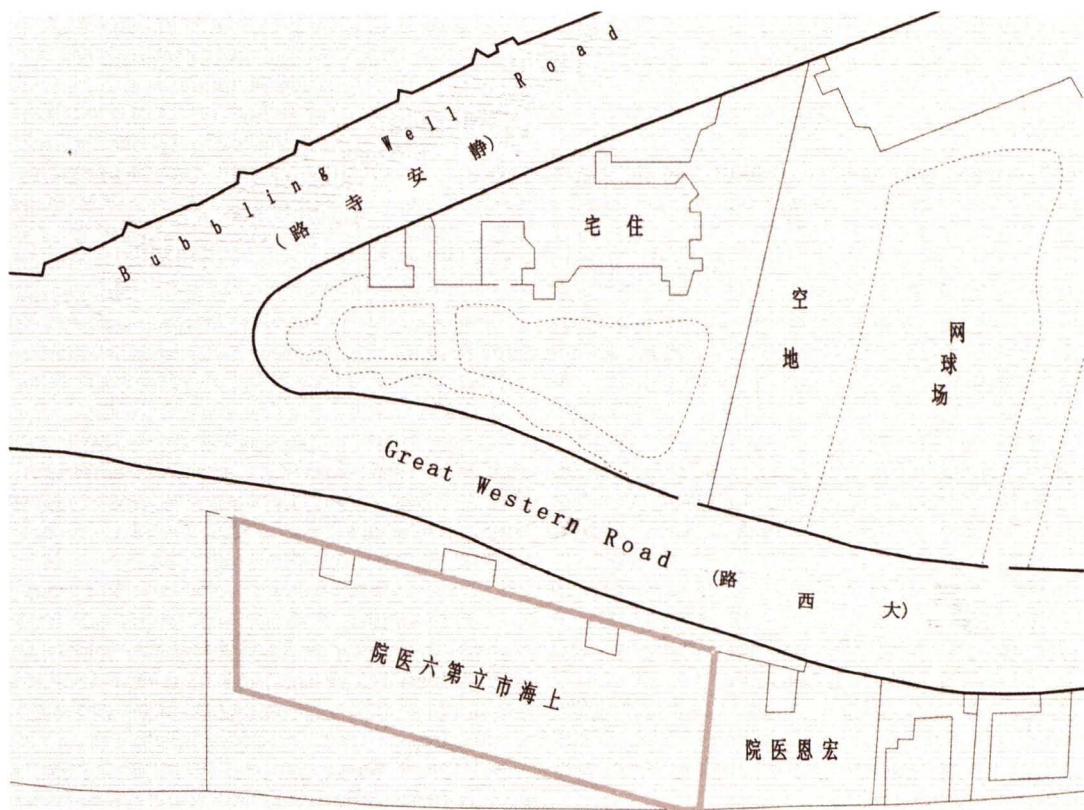 Bubbling Well Road
(静安寺路)
住宅
空地
网球场
Great Western Road
(大西路)
上海市立第六医院
宏恩医院